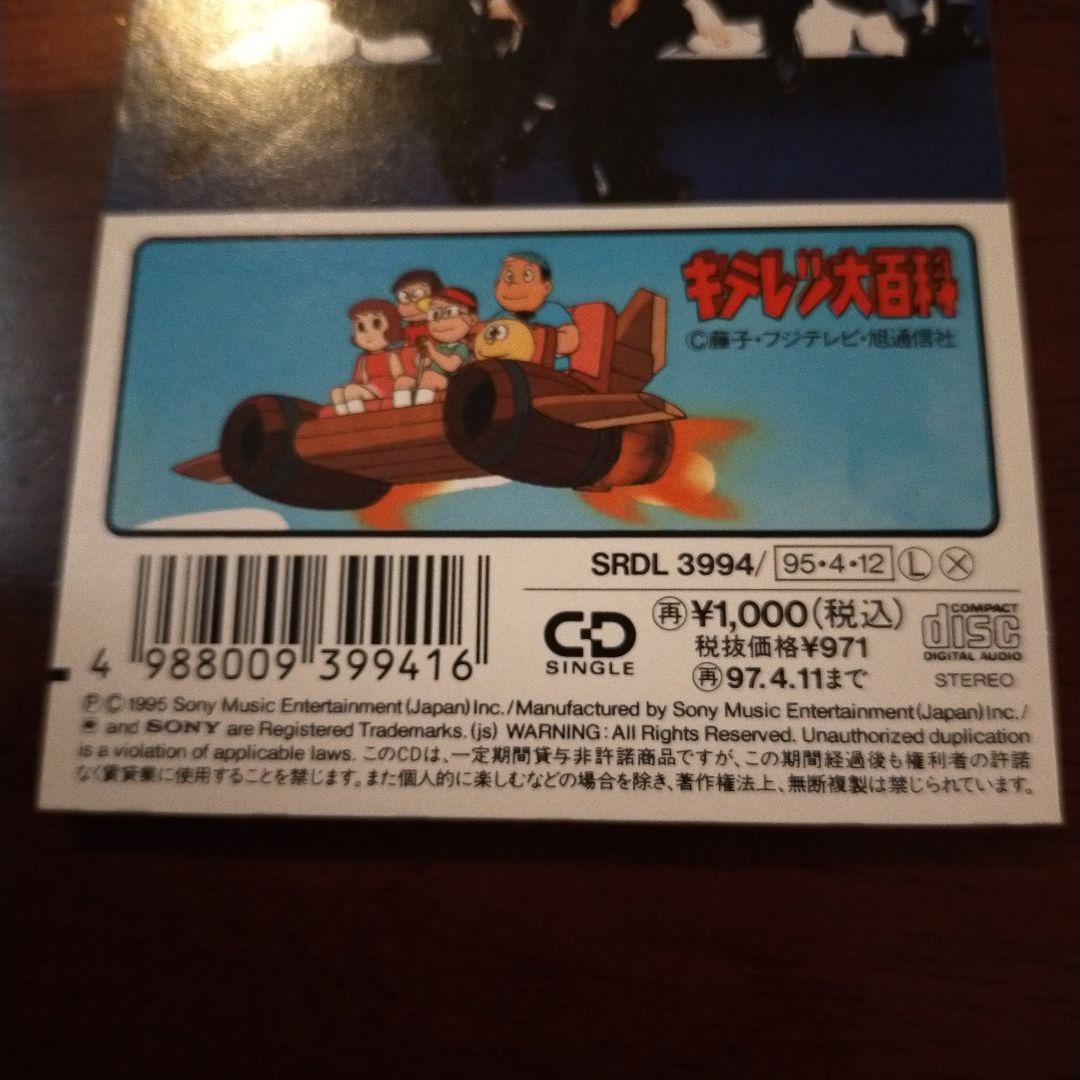 キテレツ大百科
©藤子・フジテレビ・旭通信社
SRDL 3994/ 95・4・12 Ⓛ Ⓧ
CD SINGLE
再 ¥1,000(税込)
税抜価格¥971
再 97.4.11まで
COMPACT disc DIGITAL AUDIO
STEREO
4 988009 399416
ⓅⒸ 1995 Sony Music Entertainment (Japan) Inc./Manufactured by Sony Music Entertainment (Japan) Inc./
and SONY are Registered Trademarks. (js) WARNING: All Rights Reserved. Unauthorized duplication
is a violation of applicable laws. このCDは、一定期間貸与非許諾商品ですが、この期間経過後も権利者の許諾
なく賃貸業に使用することを禁じます。また個人的に楽しむなどの場合を除き、著作権法上、無断複製は禁じられています。